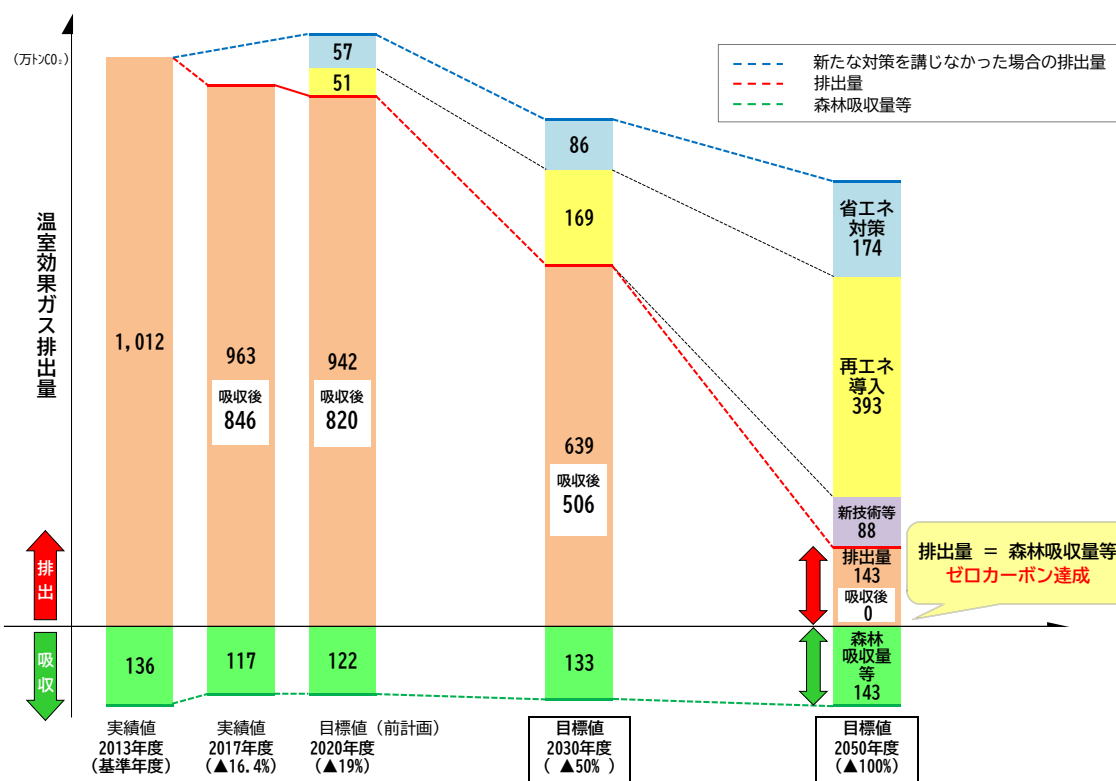 (万トンCO₂)
新たな対策を講じなかった場合の排出量
排出量
森林吸収量等
温室効果ガス排出量
57
51
86
169
省エネ
対策
174
再エネ
導入
393
新技術等
88
1,012
963
吸収後
846
942
吸収後
820
639
吸収後
506
排出量
143
吸収後
0
排出量 = 森林吸収量等
ゼロカーボン達成
排出
吸収
136
117
122
133
森林
吸収量
等
143
実績値
2013年度
(基準年度)
実績値
2017年度
(▲16.4%)
目標値(前計画)
2020年度
(▲19%)
目標値
2030年度
( ▲50% )
目標値
2050年度
(▲100%)